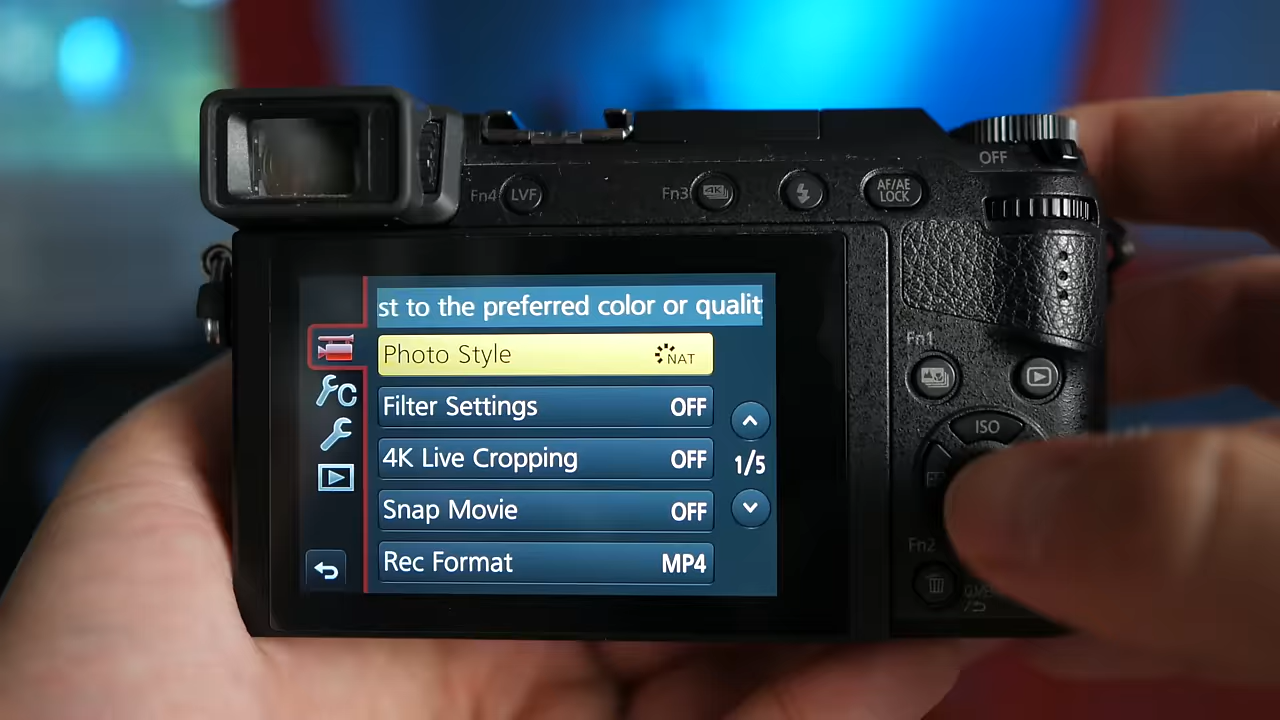 OFF
Fn4 LVF
Fn3 4K
AF/AE LOCK
st to the preferred color or qualit
Photo Style NAT
Filter Settings OFF
4K Live Cropping OFF
1/5
Snap Movie OFF
Rec Format MP4
C
Fn1
ISO
Fn2